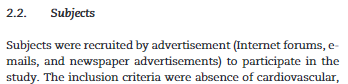 2.2. Subjects
Subjects were recruited by advertisement (Internet forums, e-
mails, and newspaper advertisements) to participate in the
study. The inclusion criteria were absence of cardiovascular,